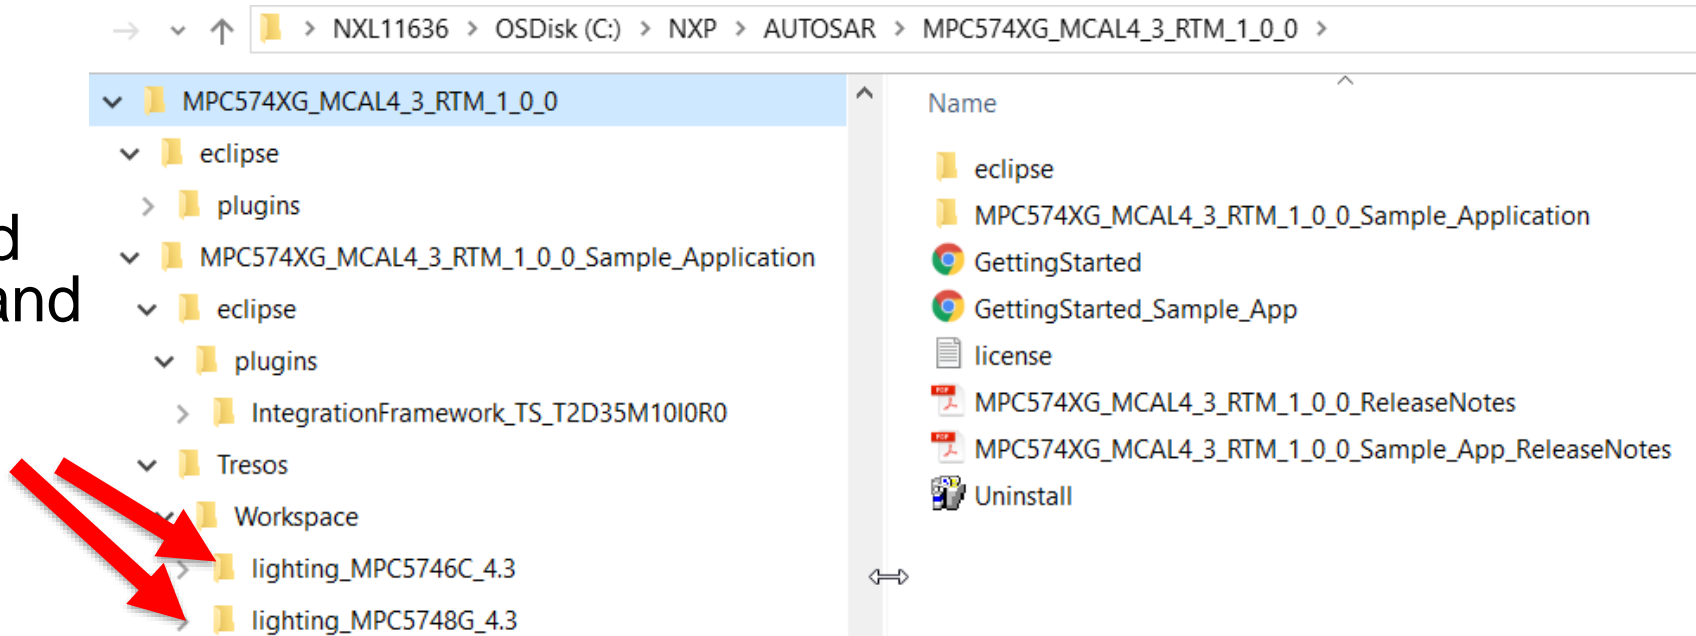 NXL11636 > OSDisk (C:) > NXP > AUTOSAR > MPC574XG_MCAL4_3_RTM_1_0_0 >
MPC574XG_MCAL4_3_RTM_1_0_0
eclipse
plugins
MPC574XG_MCAL4_3_RTM_1_0_0_Sample_Application
eclipse
plugins
IntegrationFramework_TS_T2D35M10I0R0
Tresos
Workspace
lighting_MPC5746C_4.3
lighting_MPC5748G_4.3
Name
eclipse
MPC574XG_MCAL4_3_RTM_1_0_0_Sample_Application
GettingStarted
GettingStarted_Sample_App
license
MPC574XG_MCAL4_3_RTM_1_0_0_ReleaseNotes
MPC574XG_MCAL4_3_RTM_1_0_0_Sample_App_ReleaseNotes
Uninstall
d
and